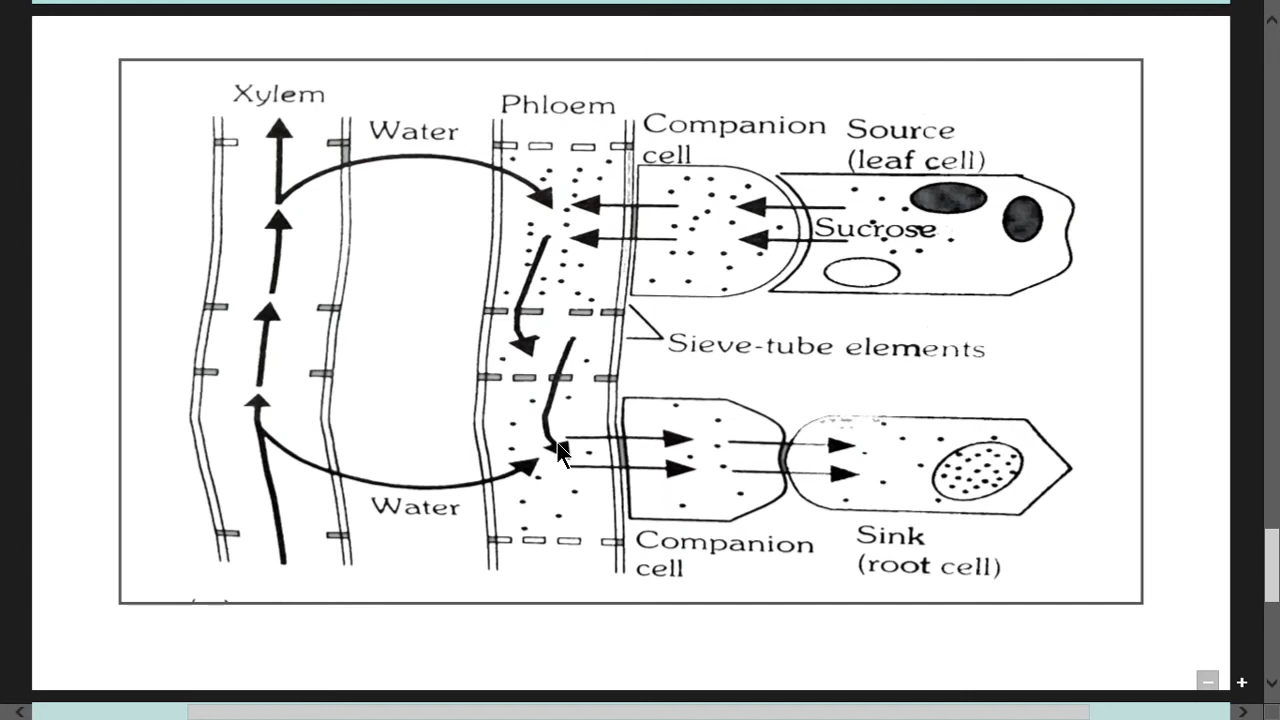 Xylem
Water
Phloem
Companion
cell
Source
(leaf cell)
Sucrose
Sieve-tube elements
Water
Companion
cell
Sink
(root cell)